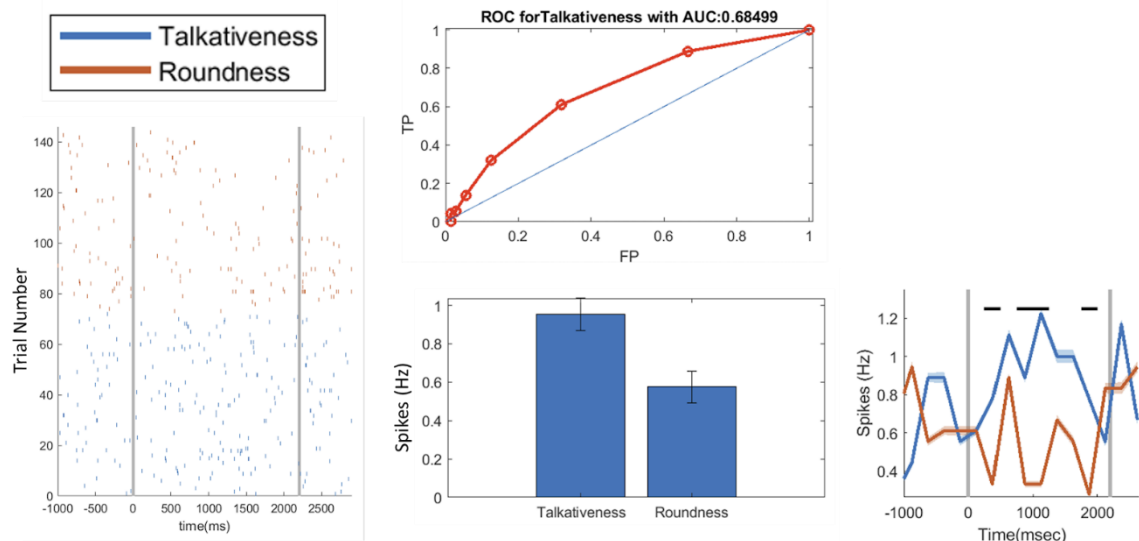 Talkativeness
Roundness
Trial Number
140
120
100
80
60
40
20
0
-1000 -500 0 500 1000 1500 2000 2500
time(ms)
ROC forTalkativeness with AUC:0.68499
TP
1
0.8
0.6
0.4
0.2
0
0 0.2 0.4 0.6 0.8 1
FP
Spikes (Hz)
1
0.8
0.6
0.4
0.2
0
Talkativeness Roundness
Spikes (Hz)
1.2
1
0.8
0.6
0.4
-1000 0 1000 2000
Time(msec)